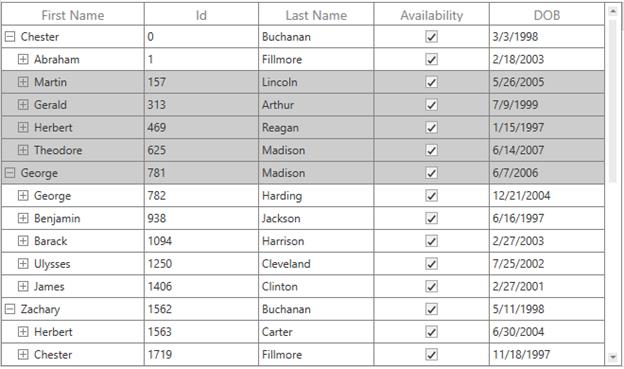 First Name Id Last Name Availability DOB
Chester 0 Buchanan 3/3/1998
Abraham 1 Fillmore 2/18/2003
Martin 157 Lincoln 5/26/2005
Gerald 313 Arthur 7/9/1999
Herbert 469 Reagan 1/15/1997
Theodore 625 Madison 6/14/2007
George 781 Madison 6/7/2006
George 782 Harding 12/21/2004
Benjamin 938 Jackson 6/16/1997
Barack 1094 Harrison 2/27/2003
Ulysses 1250 Cleveland 7/25/2002
James 1406 Clinton 2/27/2001
Zachary 1562 Buchanan 5/11/1998
Herbert 1563 Carter 6/30/2004
Chester 1719 Fillmore 11/18/1997